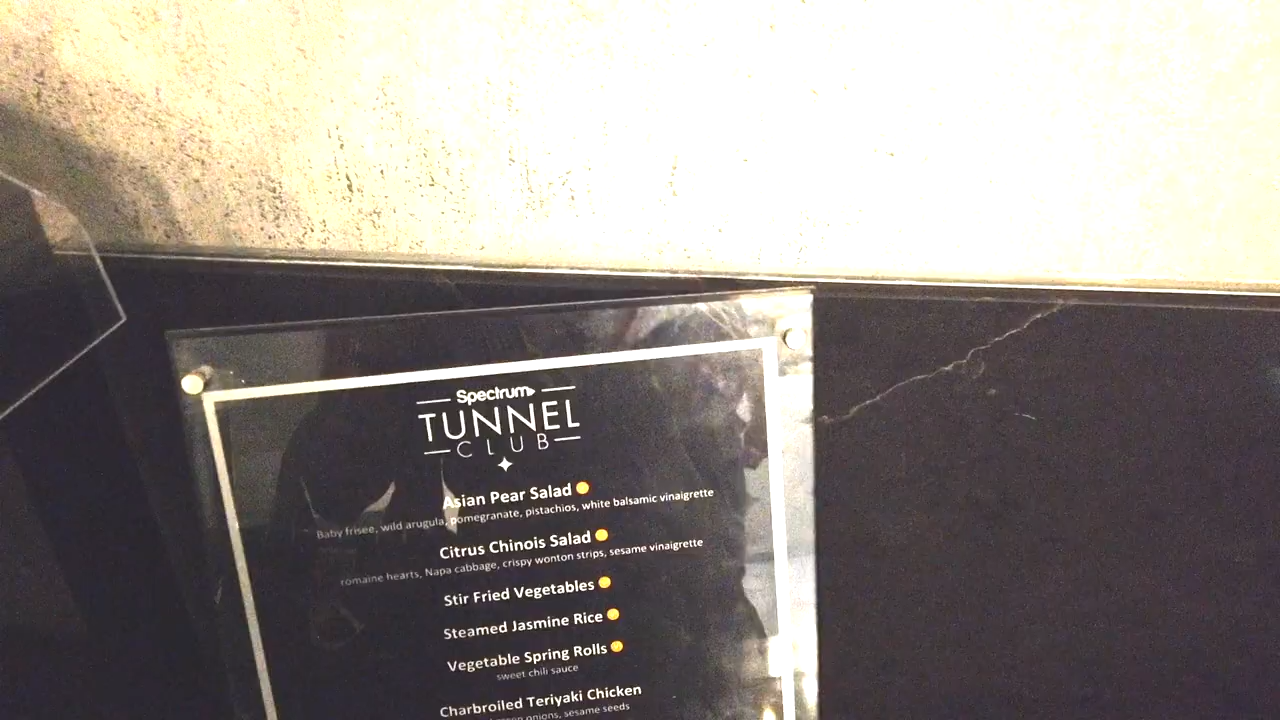 Spectrum
TUNNEL
CLUB
Asian Pear Salad
Baby frisee, wild arugula, pomegranate, pistachios, white balsamic vinaigrette
Citrus Chinois Salad
romaine hearts, Napa cabbage, crispy wonton strips, sesame vinaigrette
Stir Fried Vegetables
Steamed Jasmine Rice
Vegetable Spring Rolls
sweet chili sauce
Charbroiled Teriyaki Chicken
onions, sesame seeds